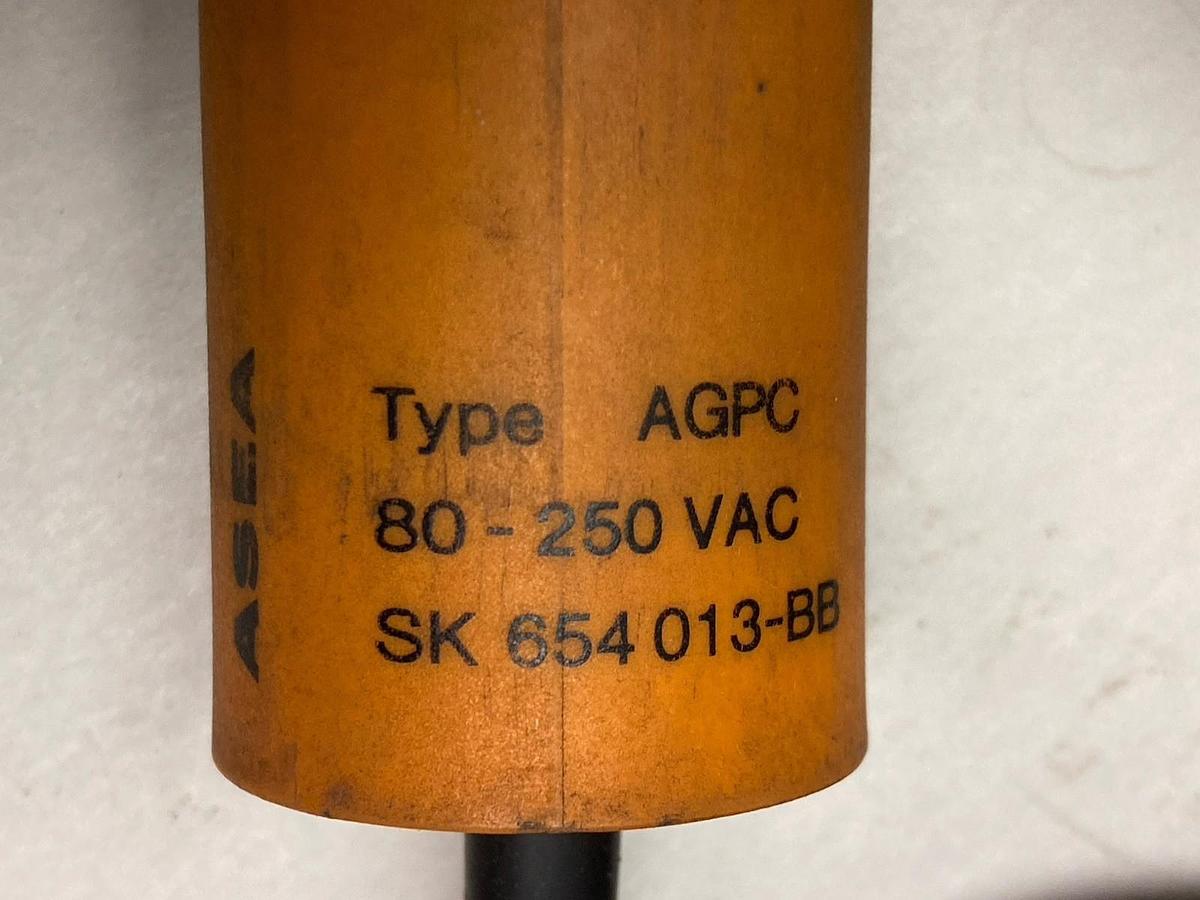 ASEA
Type AGPC
80 - 250 VAC
SK 654 013-BB